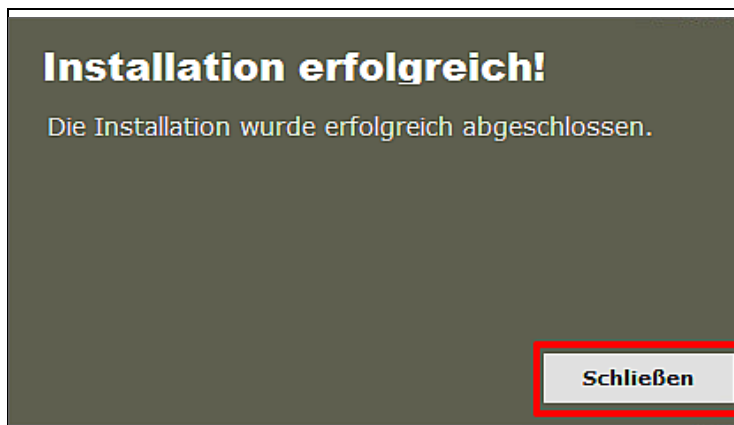 Installation erfolgreich!
Die Installation wurde erfolgreich abgeschlossen.
Schließen